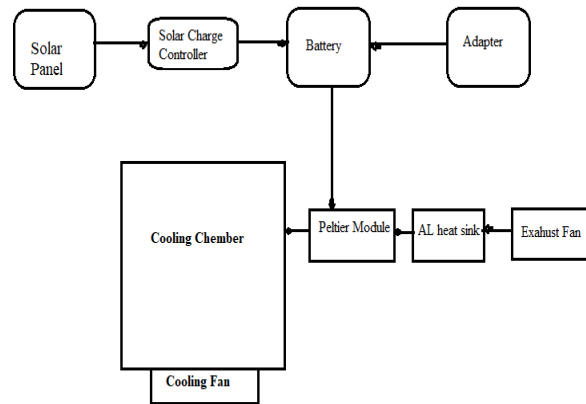 Solar
Panel
Solar Charge
Controller
Battery
Adapter
Cooling Chember
Peltier Module
AL heat sink
Exahust Fan
Cooling Fan